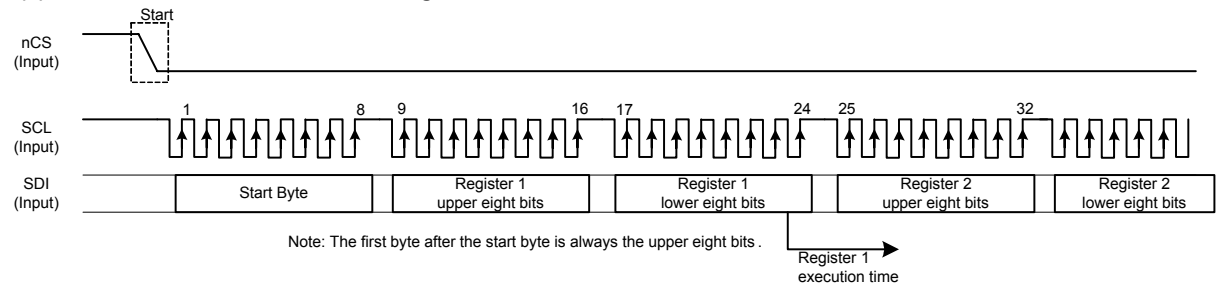 Start
nCS
(Input)
1 8 9 16 17 24 25 32
SCL
(Input)
SDI
(Input)
Start Byte
Register 1
upper eight bits
Register 1
lower eight bits
Register 2
upper eight bits
Register 2
lower eight bits
Note: The first byte after the start byte is always the upper eight bits .
Register 1
execution time